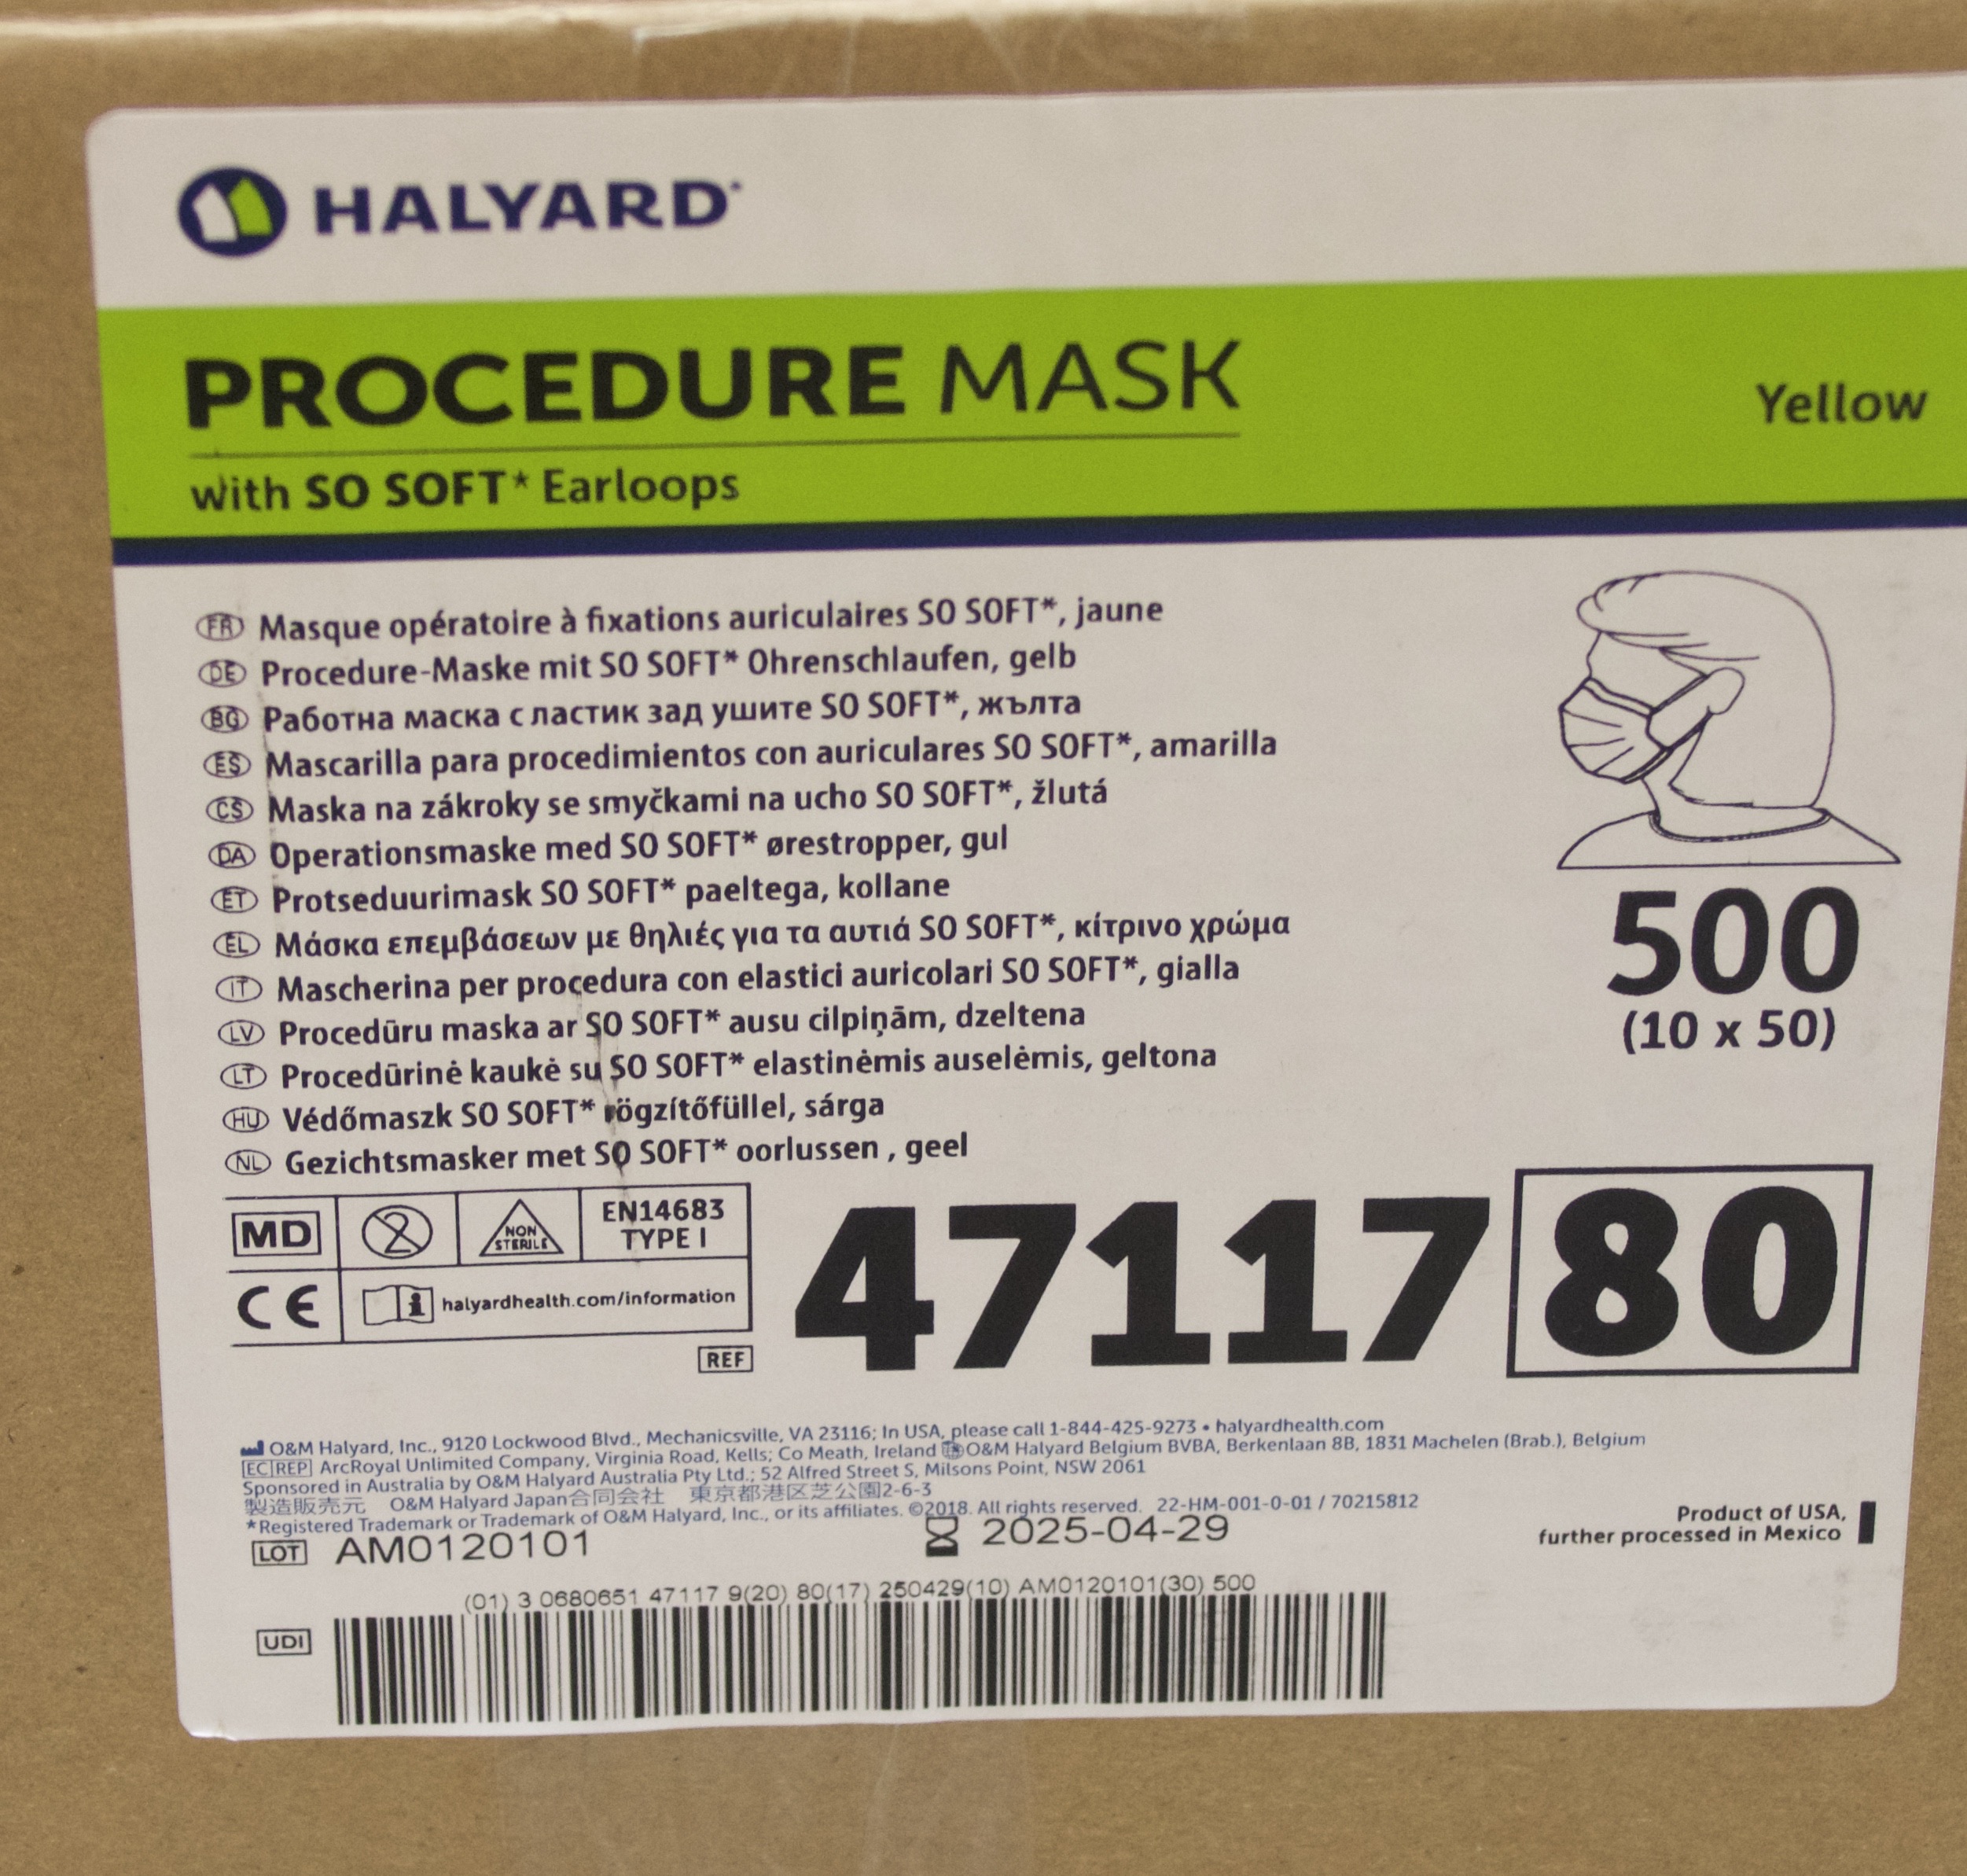 HALYARD*
PROCEDURE MASK
Yellow
with SO SOFT* Earloops
FR Masque opératoire à fixations auriculaires SO SOFT*, jaune
DE Procedure-Maske mit SO SOFT* Ohrenschlaufen, gelb
BG Работна маска с ластик зад ушите SO SOFT*, жълта
ES Mascarilla para procedimientos con auriculares SO SOFT*, amarilla
CS Maska na zákroky se smyčkami na ucho SO SOFT*, žlutá
DA Operationsmaske med SO SOFT* ørestropper, gul
ET Protseduurimask SO SOFT* paeltega, kollane
EL Μάσκα επεμβάσεων με θηλιές για τα αυτιά SO SOFT*, κίτρινο χρώμα
IT Mascherina per procedura con elastici auricolari SO SOFT*, gialla
LV Procedūru maska ar SO SOFT* ausu cilpiņām, dzeltena
LT Procedūrinė kaukė su SO SOFT* elastinėmis auselėmis, geltona
HU Védőmaszk SO SOFT* rögzítőfüllel, sárga
NL Gezichtsmasker met SO SOFT* oorlussen , geel
500
(10 x 50)
MD
2
NON
STERILE
EN14683
TYPE I
CE
i halyardhealth.com/information
REF
47117 80
O&M Halyard, Inc., 9120 Lockwood Blvd., Mechanicsville, VA 23116; In USA, please call 1-844-425-9273 • halyardhealth.com
EC REP ArcRoyal Unlimited Company, Virginia Road, Kells; Co Meath, Ireland O&M Halyard Belgium BVBA, Berkenlaan 8B, 1831 Machelen (Brab.), Belgium
Sponsored in Australia by O&M Halyard Australia Pty Ltd.; 52 Alfred Street S, Milsons Point, NSW 2061
製造販売元 O&M Halyard Japan合同会社 東京都港区芝公園2-6-3
*Registered Trademark or Trademark of O&M Halyard, Inc., or its affiliates. ©2018. All rights reserved. 22-HM-001-0-01 / 70215812
LOT AM0120101
2025-04-29
Product of USA,
further processed in Mexico
(01) 3 0680651 47117 9(20) 80(17) 250429(10) AM0120101(30) 500
UDI